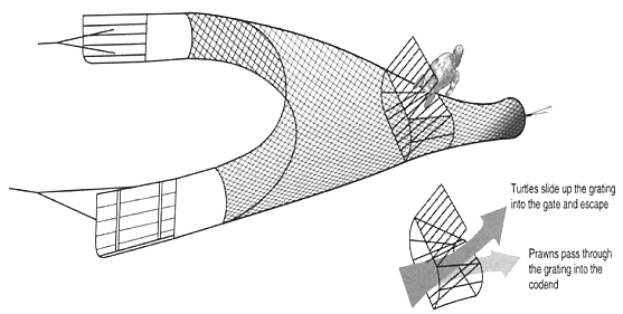 Turtles slide up the grating
into the gate and escape
Prawns pass through
the grating into the
codend